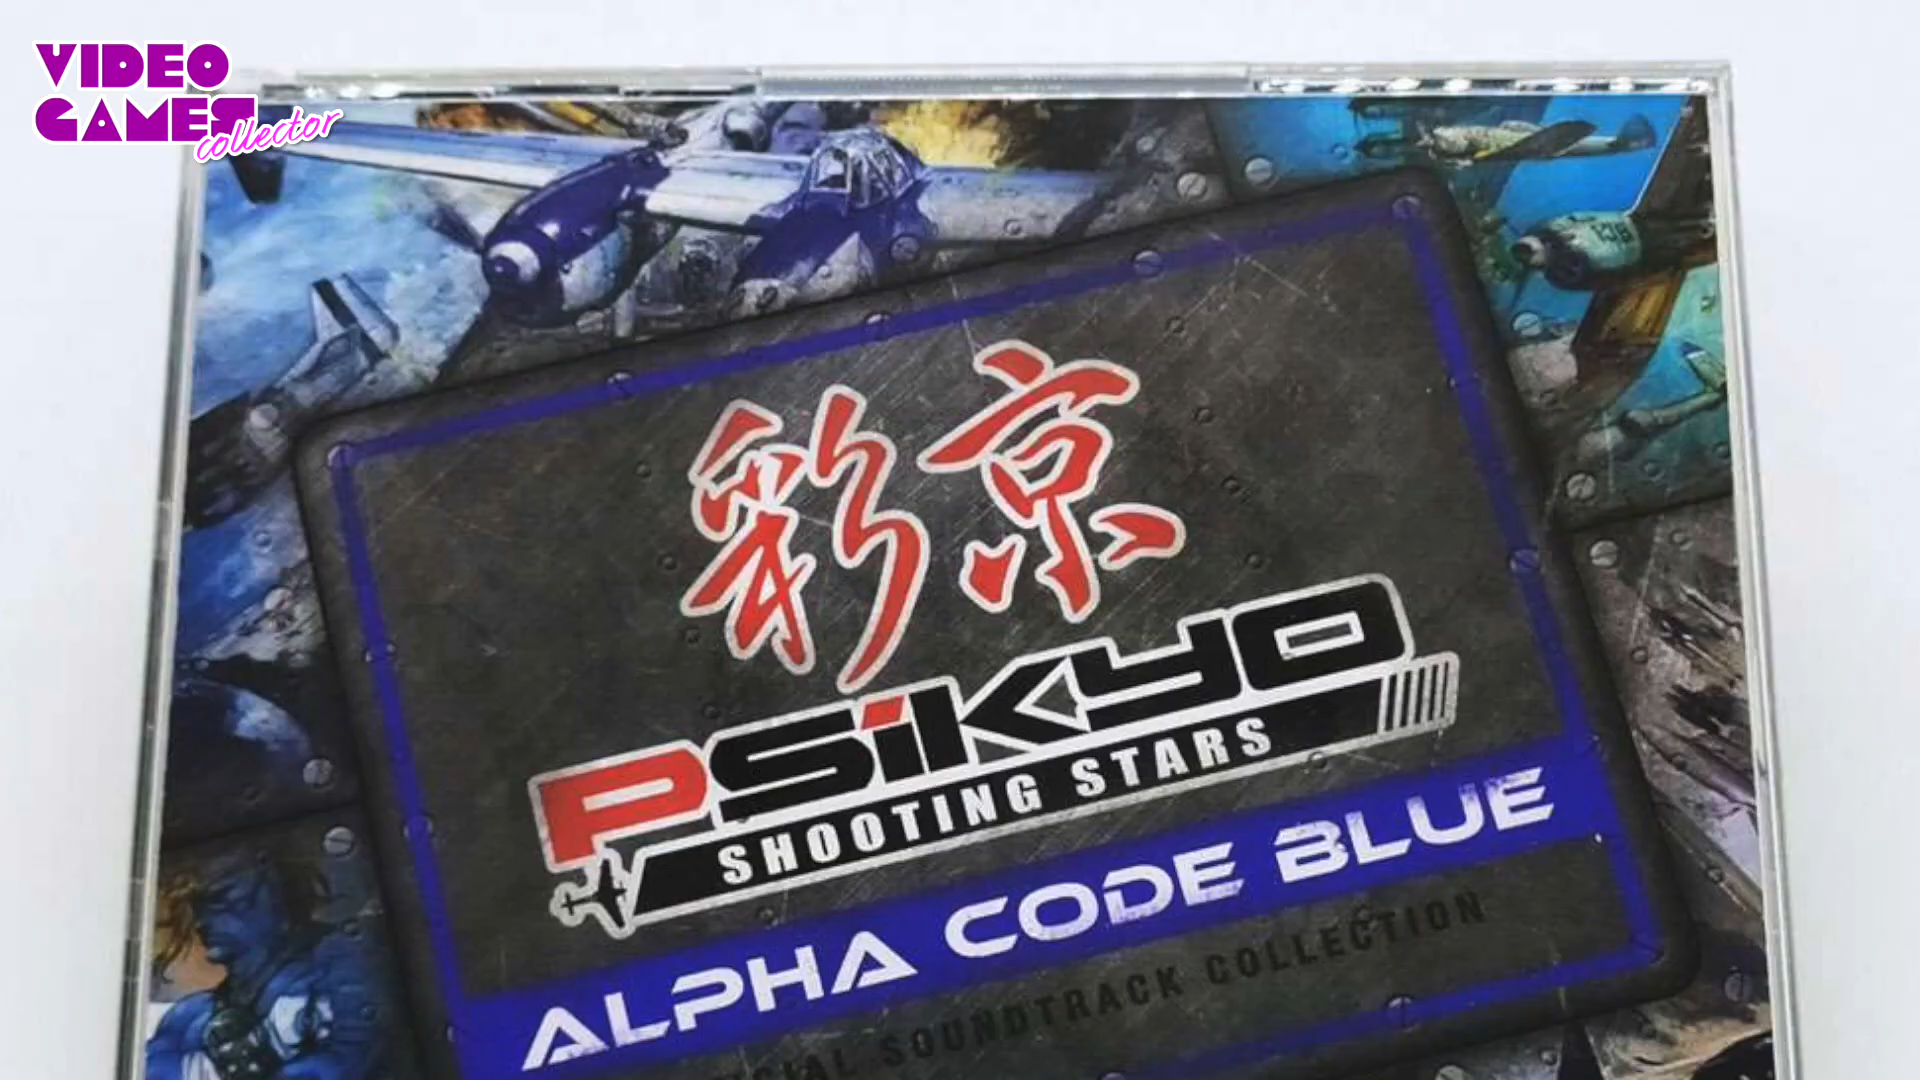 VIDEO
GAMES
collector
彩京
PSiKYO
SHOOTING STARS
ALPHA CODE BLUE
SOUNDTRACK COLLECTION